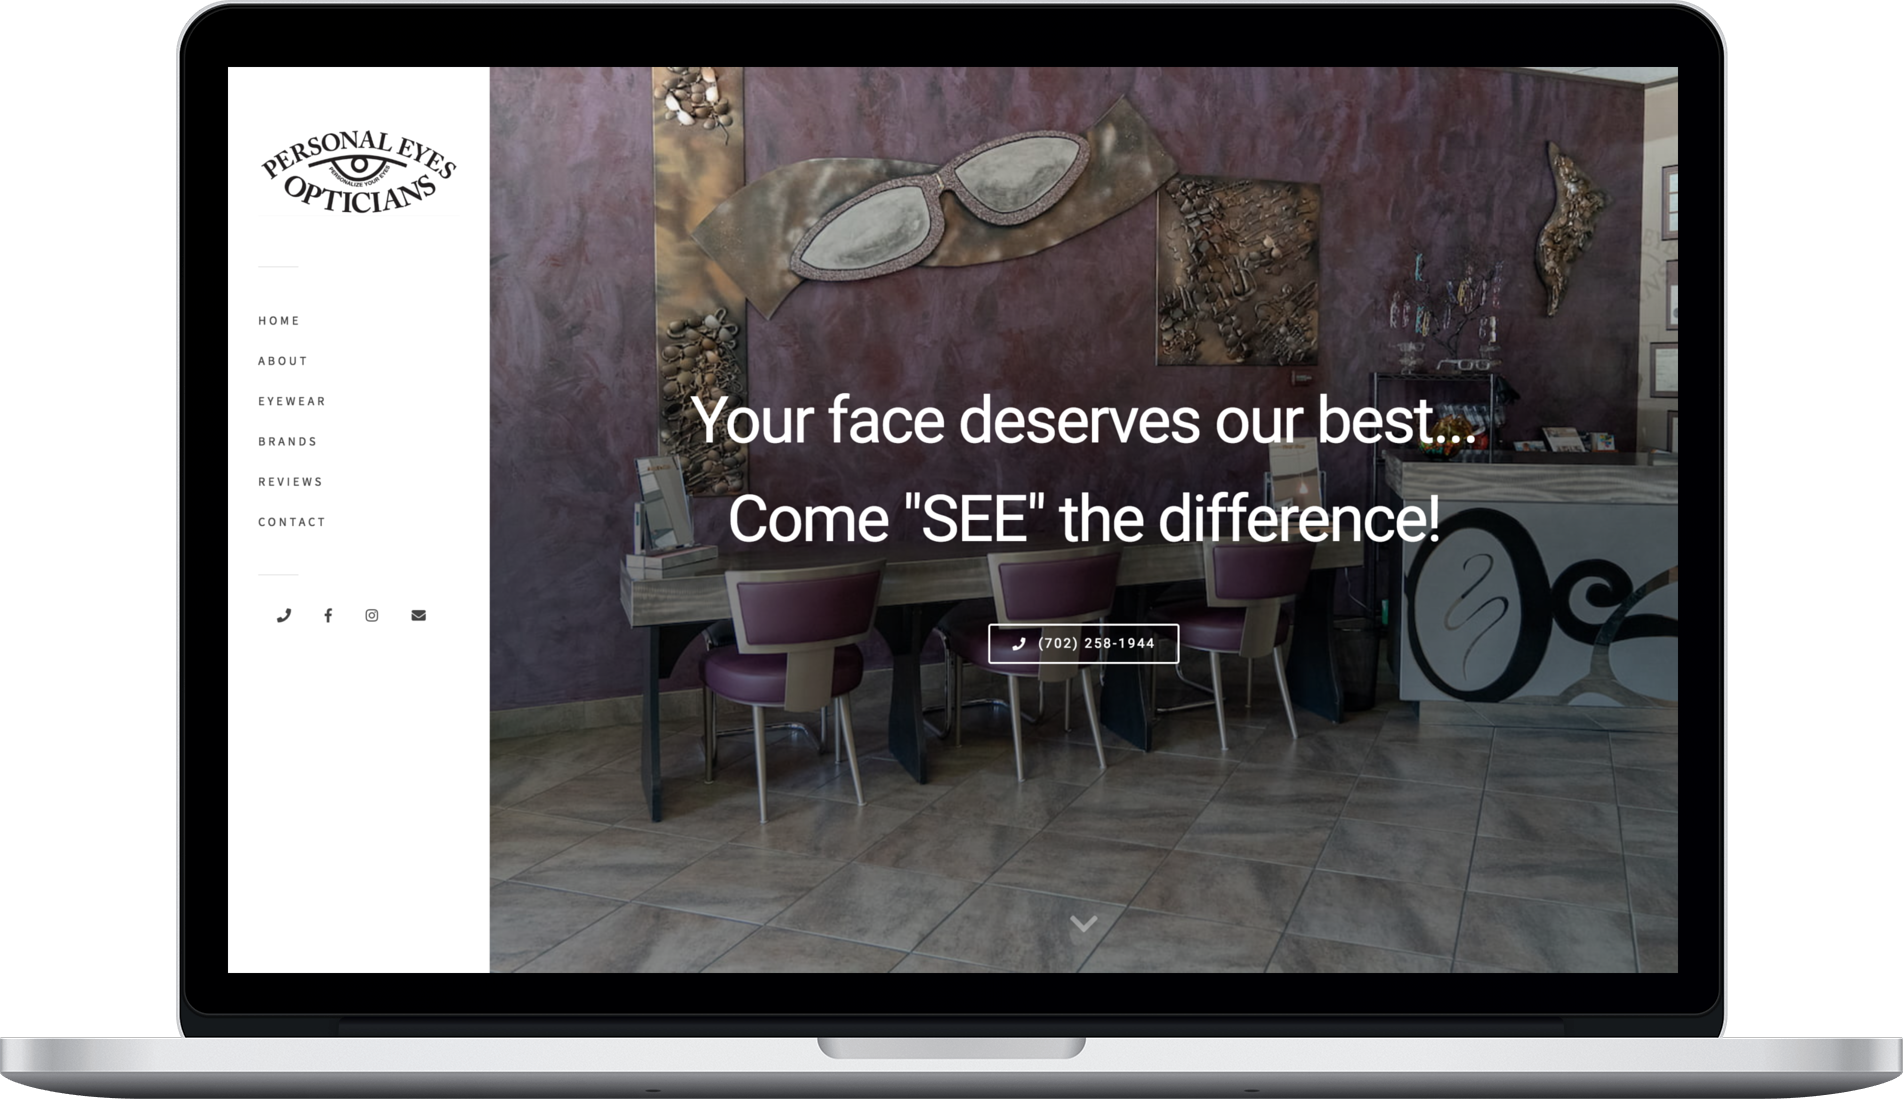 PERSONAL EYES
PERSONALIZE YOUR EYES
OPTICIANS
HOME
ABOUT
EYEWEAR
BRANDS
REVIEWS
CONTACT
Your face deserves our best...
Come "SEE" the difference!
(702) 258-1944